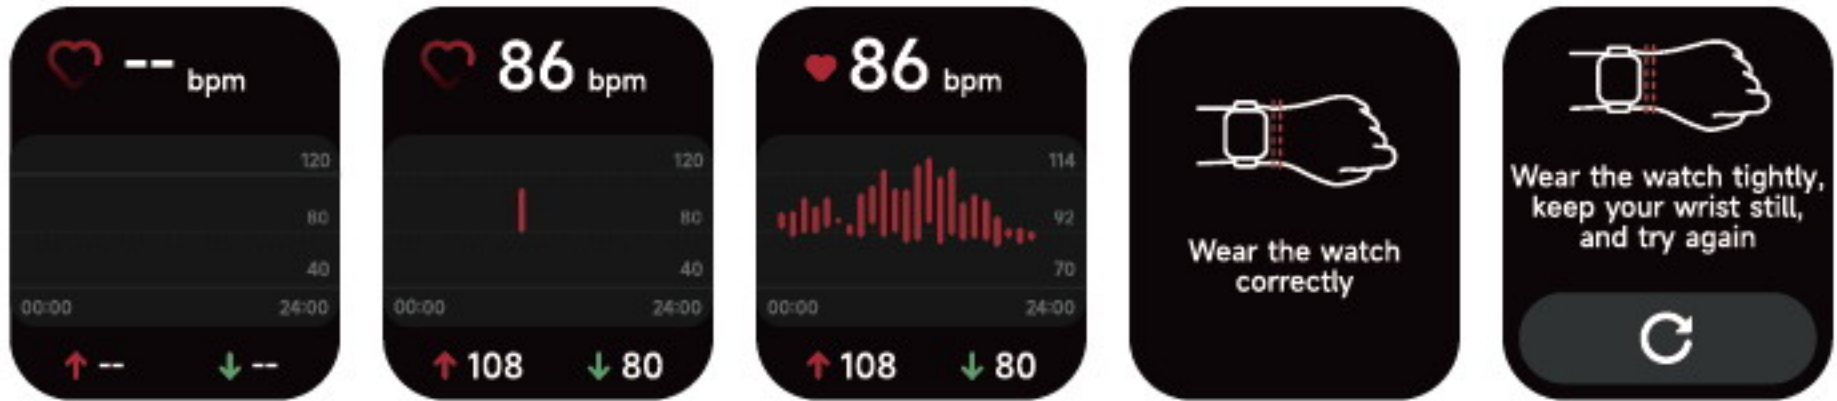 -- bpm
120
80
40
00:00 24:00
↑ -- ↓ --
86 bpm
120
80
40
00:00 24:00
↑ 108 ↓ 80
86 bpm
114
92
70
00:00 24:00
↑ 108 ↓ 80
Wear the watch
correctly
Wear the watch tightly,
keep your wrist still,
and try again